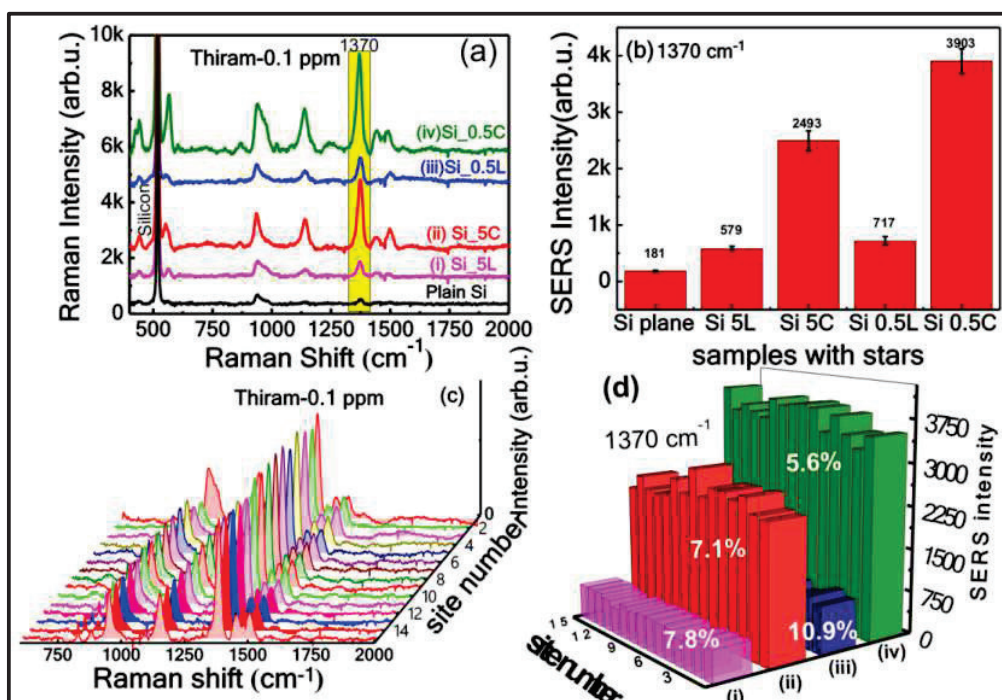 (a)
Thiram-0.1 ppm
1370
10k
8k
6k
4k
2k
0
Raman Intensity (arb.u.)
Silicon
(iv)Si_0.5C
(iii)Si_0.5L
(ii) Si_5C
(i) Si_5L
Plain Si
400 800 1200 1600 2000
Raman Shift (cm⁻¹)
(b) 1370 cm⁻¹
4k
3k
2k
1k
0
SERS Intensity(arb.u.)
181
579
2493
717
3903
Si plane Si 5L Si 5C Si 0.5L Si 0.5C
samples with stars
Thiram-0.1 ppm
(c)
Intensity (arb.u.)
0
2
4
6
8
10
12
14
site number
750 1000 1250 1500 1750 2000
Raman shift (cm⁻¹)
(d)
1370 cm⁻¹
5.6%
7.1%
7.8%
10.9%
3750
3000
2250
1500
750
0
SERS intensity
15
12
9
6
3
site number
(i) (ii) (iii) (iv)